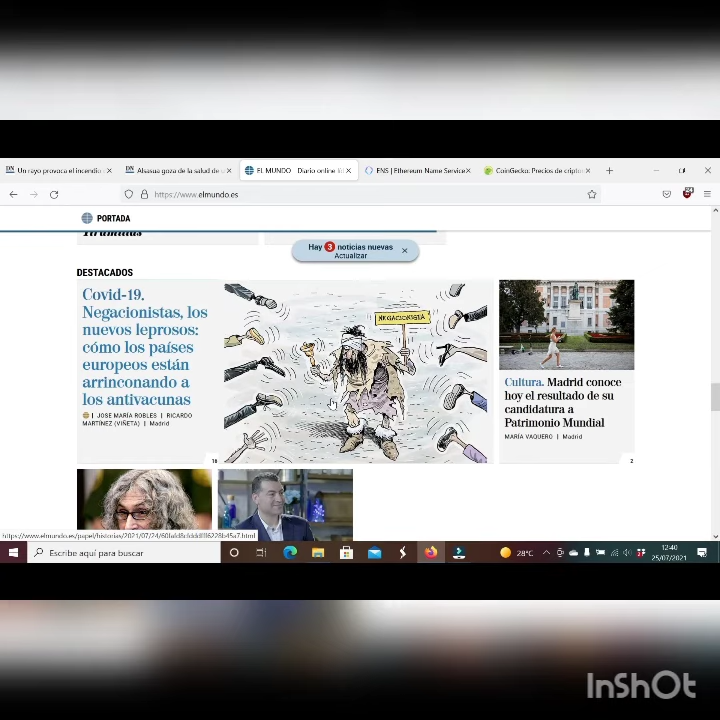 Un rayo provoca el incendio
Alsasua goza de la salud de
EL MUNDO - Diario online
ENS | Ethereum Name Service
CoinGecko: Precios de
https://www.elmundo.es
PORTADA
Hay 3 noticias nuevas
Actualizar
DESTACADOS
Covid-19.
Negacionistas, los
nuevos leprosos:
cómo los países
europeos están
arrinconando a
los antivacunas
| JOSE MARÍA ROBLES | RICARDO
MARTÍNEZ (VIÑETA) | Madrid
18
NEGACIONISTA
Cultura. Madrid conoce
hoy el resultado de su
candidatura a
Patrimonio Mundial
MARÍA VAQUERO | Madrid
2
Escribe aquí para buscar
28°C
12:40
25/07/2021
InShOt